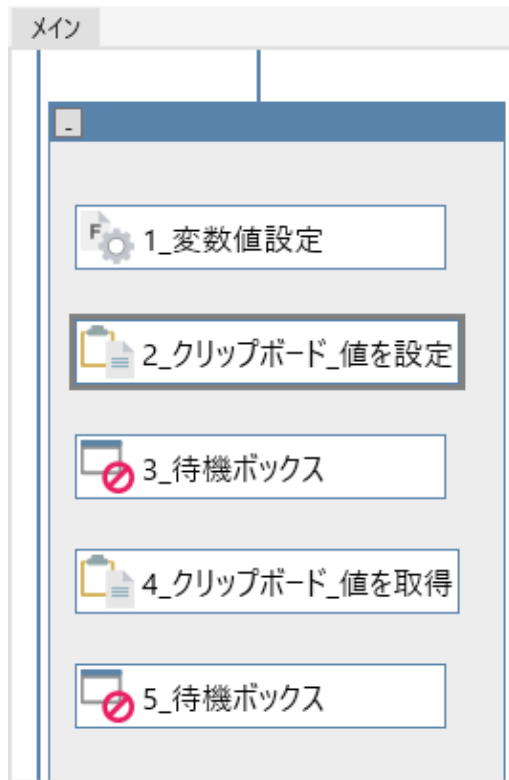 メイン
-
F
1_変数値設定
2_クリップボード_値を設定
3_待機ボックス
4_クリップボード_値を取得
5_待機ボックス